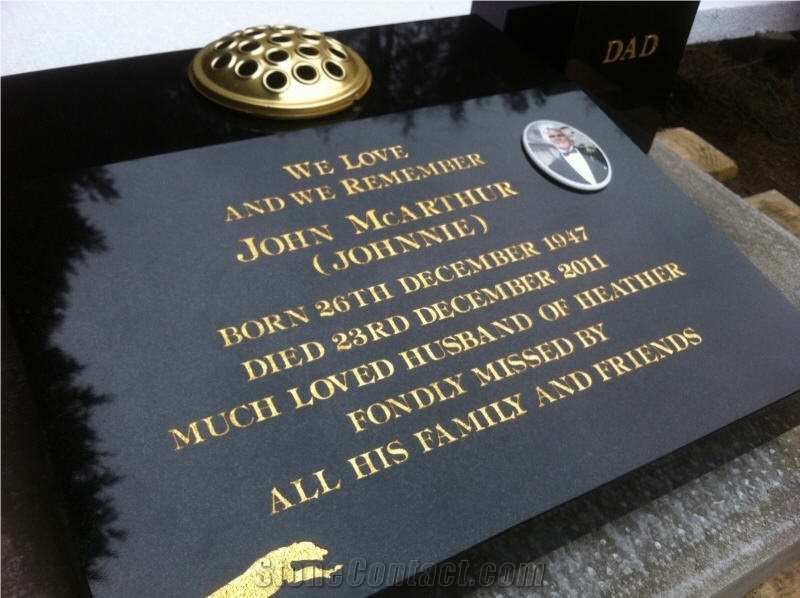 DAD
WE LOVE
AND WE REMEMBER
JOHN MCARTHUR
(JOHNNIE)
BORN 26TH DECEMBER 1947
DIED 23RD DECEMBER 2011
MUCH LOVED HUSBAND OF HEATHER
FONDLY MISSED BY
ALL HIS FAMILY AND FRIENDS
StoneContact.com®